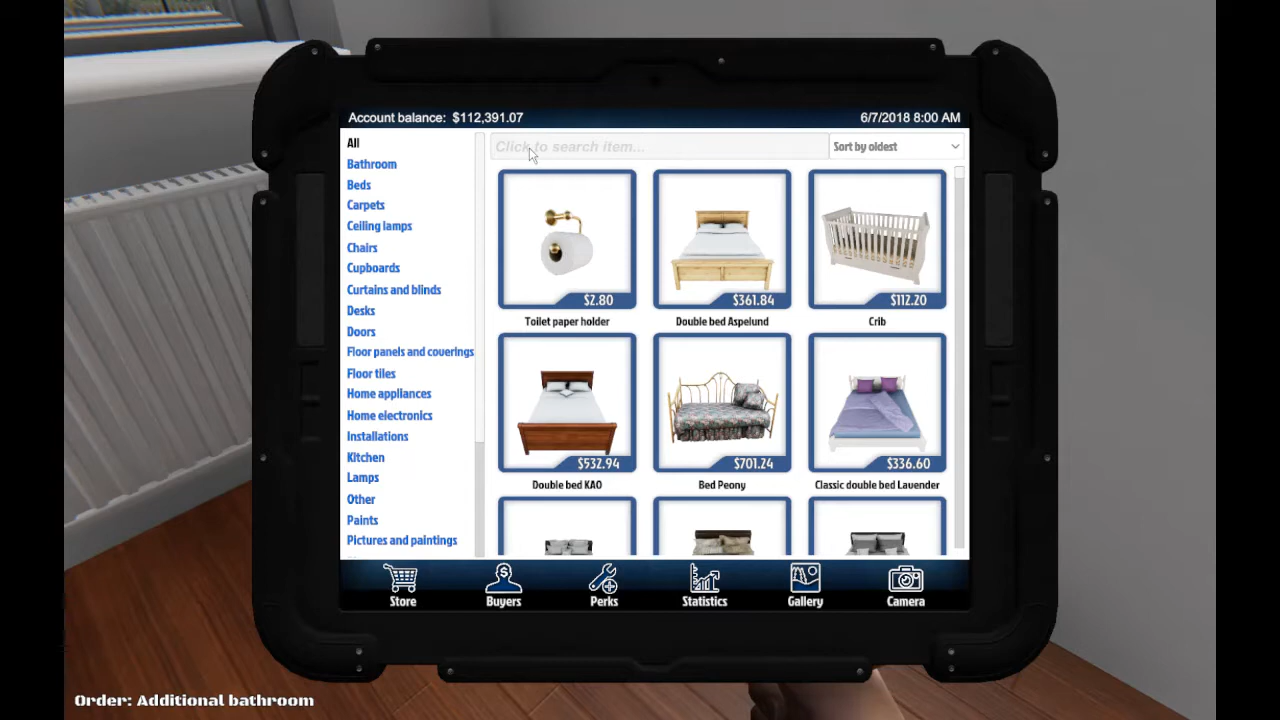 Account balance: $112,391.07
6/7/2018 8:00 AM
All
Bathroom
Beds
Carpets
Ceiling lamps
Chairs
Cupboards
Curtains and blinds
Desks
Doors
Floor panels and coverings
Floor tiles
Home appliances
Home electronics
Installations
Kitchen
Lamps
Other
Paints
Pictures and paintings
Click to search item...
Sort by oldest
$2.80
$361.84
$112.20
Toilet paper holder
Double bed Aspelund
Crib
$532.94
$701.24
$336.60
Double bed KAO
Bed Peony
Classic double bed Lavender
Store
Buyers
Perks
Statistics
Gallery
Camera
Order: Additional bathroom